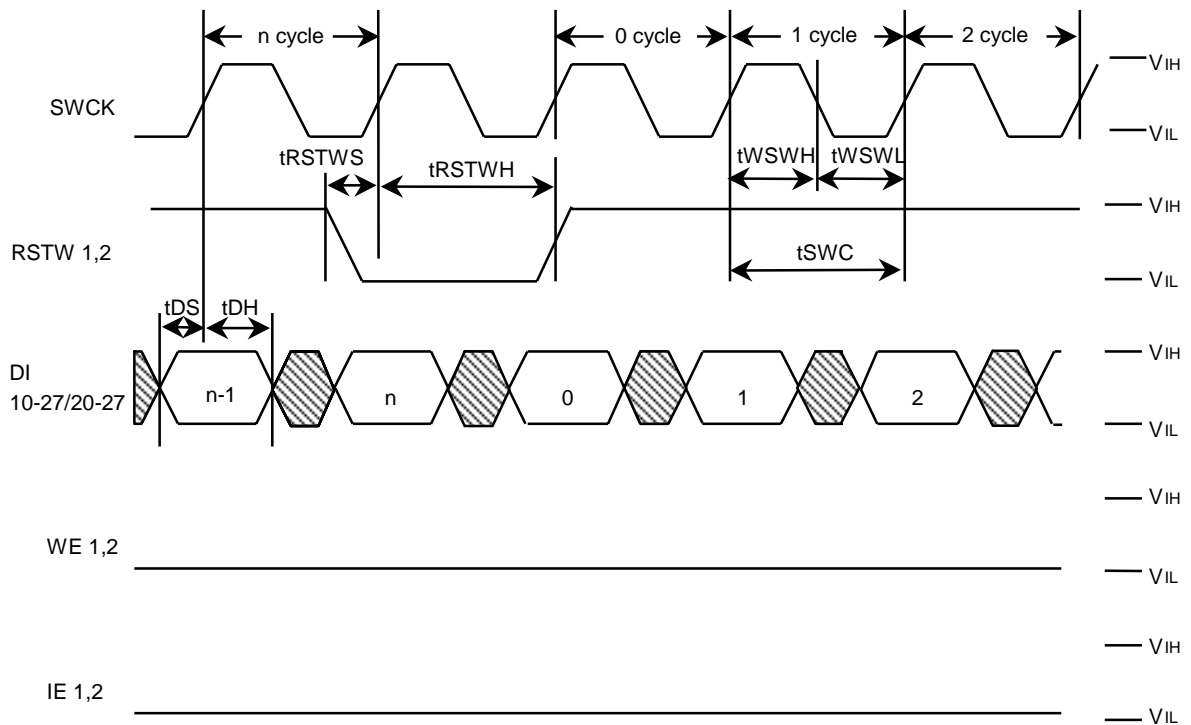 n cycle 0 cycle 1 cycle 2 cycle
VIH
SWCK
VIL
tRSTWS tRSTWH tWSWH tWSWL
VIH
RSTW 1,2
tSWC
VIL
tDS tDH
VIH
DI
10-27/20-27
n-1 n 0 1 2
VIL
VIH
WE 1,2
VIL
VIH
IE 1,2
VIL